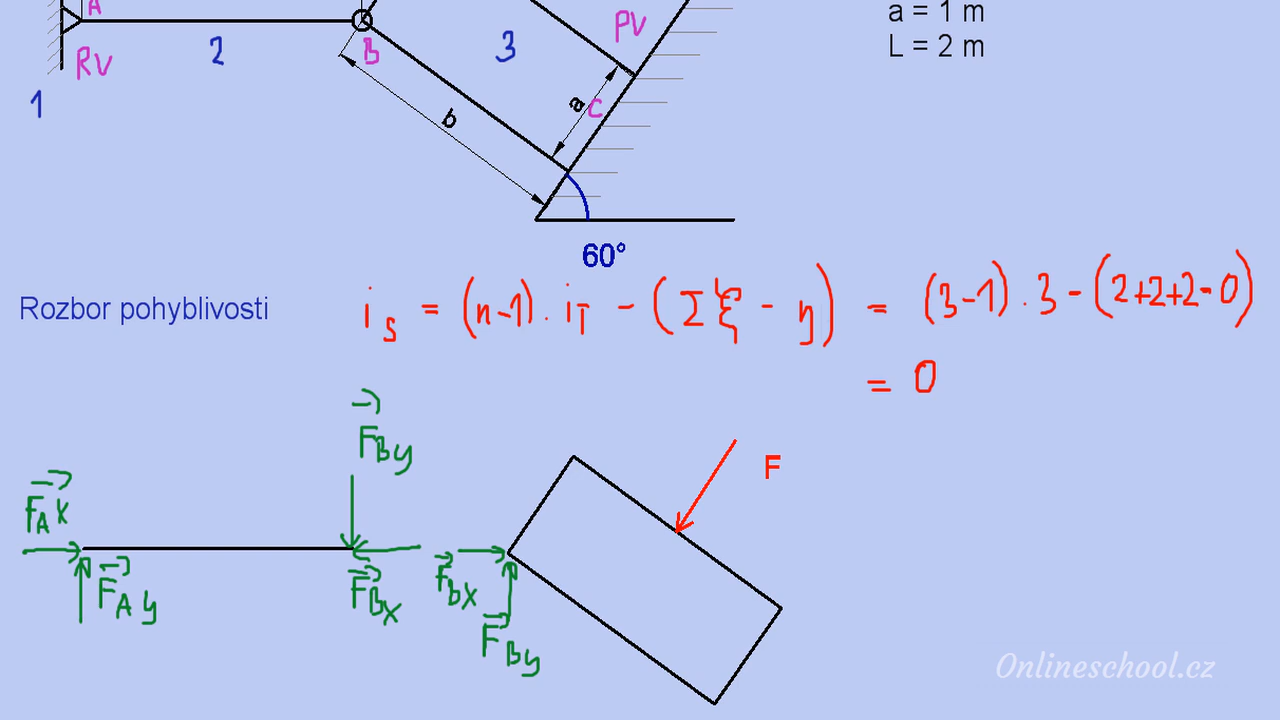 A
a = 1 m
RV
2
B
3
PV
L = 2 m
1
b
a
C
60°
Rozbor pohyblivosti
i_S = (n-1) . i_T - (Σξ - η) = (3-1) . 3 - (2+2+2-0)
= 0
F_By
F_Ax
F
F_Ay
F_Bx
F_Bx
F_By
Onlineschool.cz